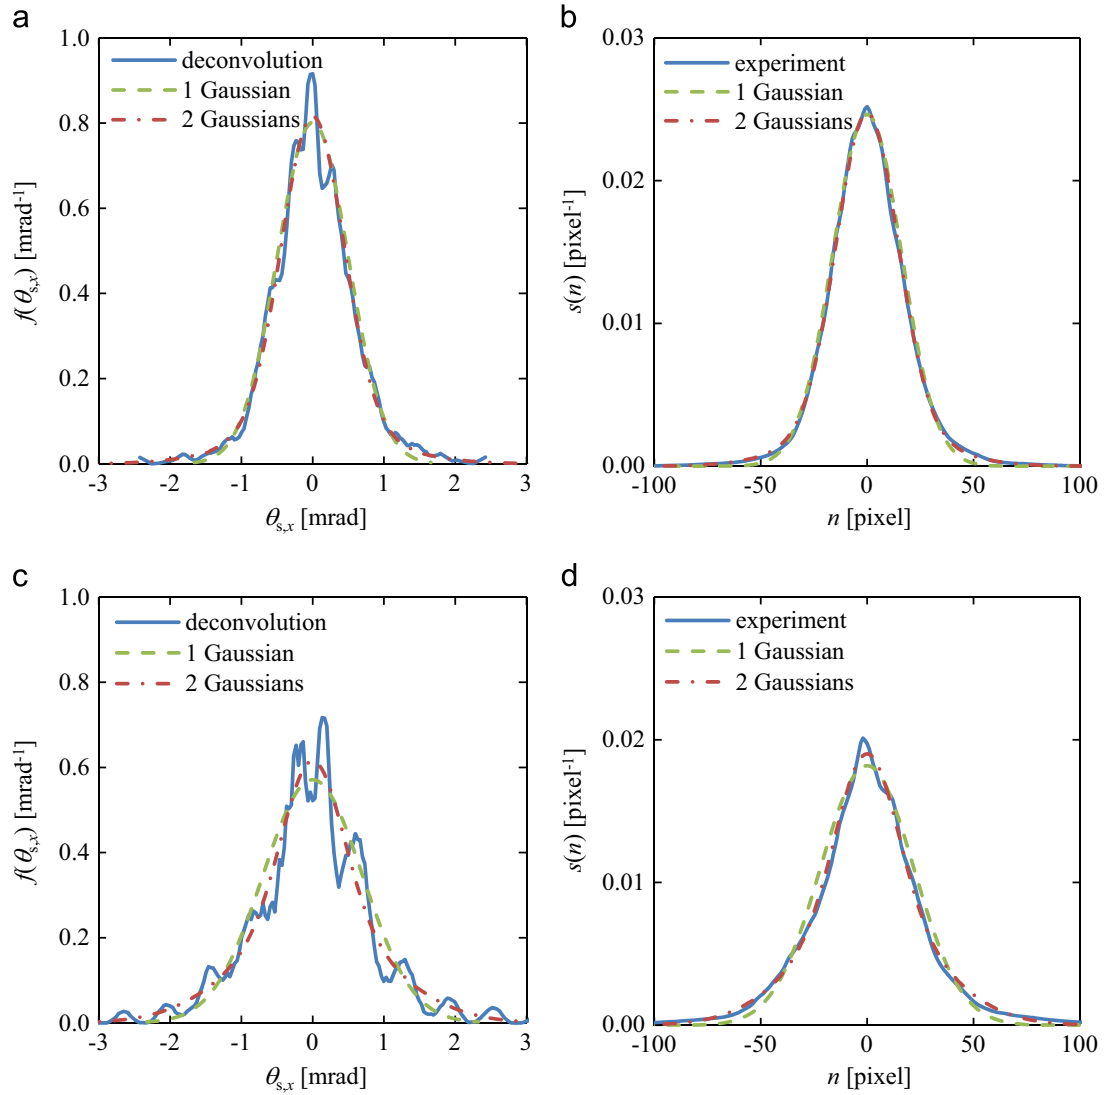 a
1.0
0.8
0.6
0.4
0.2
0.0
-3
-2
-1
0
1
2
3
f(θs,x) [mrad-1]
θs,x [mrad]
deconvolution
1 Gaussian
2 Gaussians
b
0.03
0.02
0.01
0.00
-100
-50
0
50
100
s(n) [pixel-1]
n [pixel]
experiment
1 Gaussian
2 Gaussians
c
1.0
0.8
0.6
0.4
0.2
0.0
-3
-2
-1
0
1
2
3
f(θs,x) [mrad-1]
θs,x [mrad]
deconvolution
1 Gaussian
2 Gaussians
d
0.03
0.02
0.01
0.00
-100
-50
0
50
100
s(n) [pixel-1]
n [pixel]
experiment
1 Gaussian
2 Gaussians